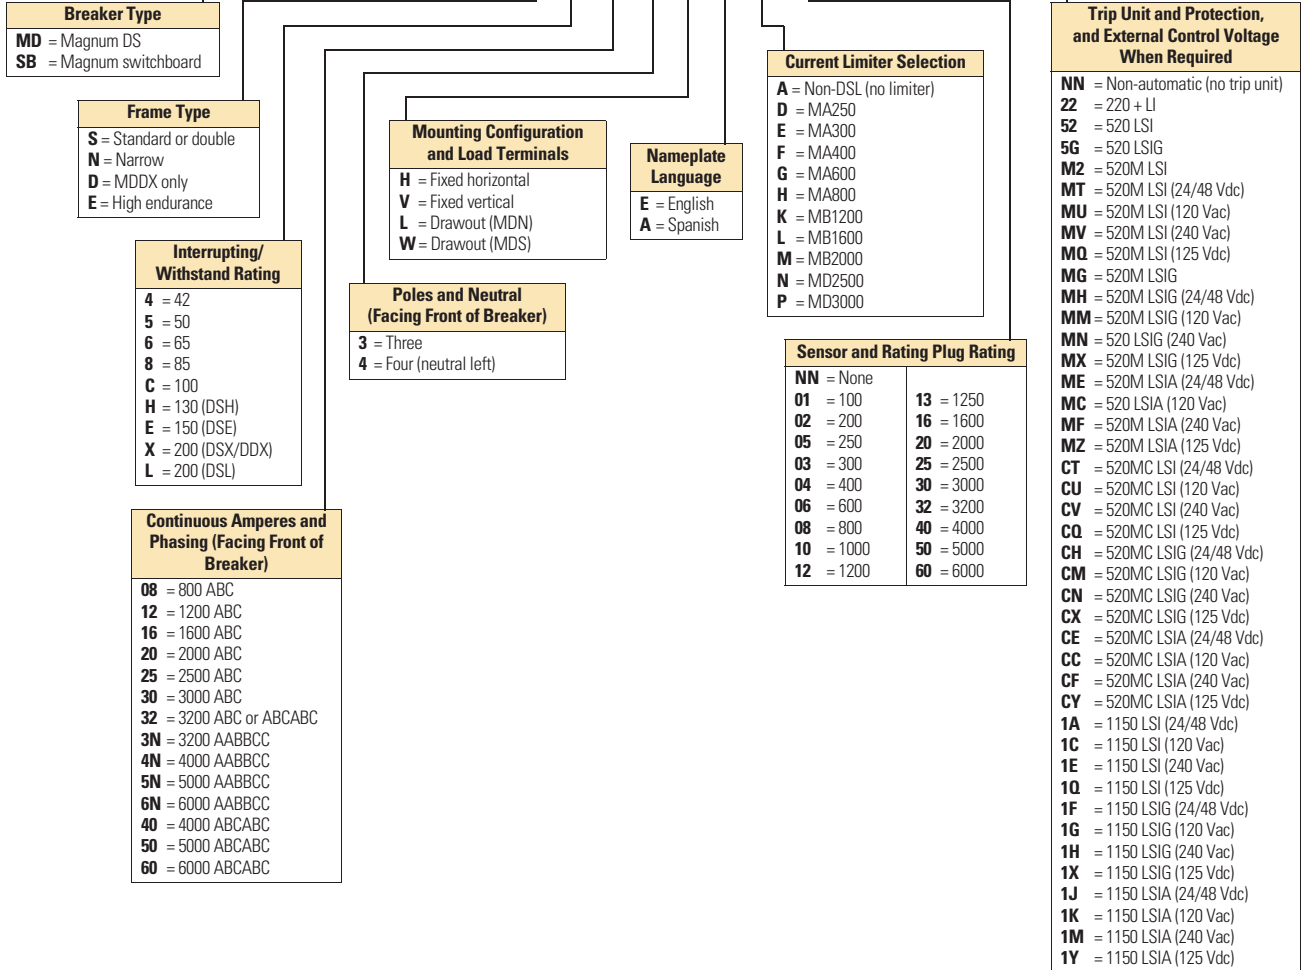 Breaker Type
MD = Magnum DS
SB = Magnum switchboard
Frame Type
S = Standard or double
N = Narrow
D = MDDX only
E = High endurance
Interrupting/
Withstand Rating
4 = 42
5 = 50
6 = 65
8 = 85
C = 100
H = 130 (DSH)
E = 150 (DSE)
X = 200 (DSX/DDX)
L = 200 (DSL)
Continuous Amperes and
Phasing (Facing Front of
Breaker)
08 = 800 ABC
12 = 1200 ABC
16 = 1600 ABC
20 = 2000 ABC
25 = 2500 ABC
30 = 3000 ABC
32 = 3200 ABC or ABCABC
3N = 3200 AABBCC
4N = 4000 AABBCC
5N = 5000 AABBCC
6N = 6000 AABBCC
40 = 4000 ABCABC
50 = 5000 ABCABC
60 = 6000 ABCABC
Mounting Configuration
and Load Terminals
H = Fixed horizontal
V = Fixed vertical
L = Drawout (MDN)
W = Drawout (MDS)
Poles and Neutral
(Facing Front of Breaker)
3 = Three
4 = Four (neutral left)
Nameplate
Language
E = English
A = Spanish
Current Limiter Selection
A = Non-DSL (no limiter)
D = MA250
E = MA300
F = MA400
G = MA600
H = MA800
K = MB1200
L = MB1600
M = MB2000
N = MD2500
P = MD3000
Sensor and Rating Plug Rating
NN = None
01 = 100
02 = 200
05 = 250
03 = 300
04 = 400
06 = 600
08 = 800
10 = 1000
12 = 1200
13 = 1250
16 = 1600
20 = 2000
25 = 2500
30 = 3000
32 = 3200
40 = 4000
50 = 5000
60 = 6000
Trip Unit and Protection,
and External Control Voltage
When Required
NN = Non-automatic (no trip unit)
22 = 220 + LI
52 = 520 LSI
5G = 520 LSIG
M2 = 520M LSI
MT = 520M LSI (24/48 Vdc)
MU = 520M LSI (120 Vac)
MV = 520M LSI (240 Vac)
MQ = 520M LSI (125 Vdc)
MG = 520M LSIG
MH = 520M LSIG (24/48 Vdc)
MM = 520M LSIG (120 Vac)
MN = 520 LSIG (240 Vac)
MX = 520M LSIG (125 Vdc)
ME = 520M LSIA (24/48 Vdc)
MC = 520 LSIA (120 Vac)
MF = 520M LSIA (240 Vac)
MZ = 520M LSIA (125 Vdc)
CT = 520MC LSI (24/48 Vdc)
CU = 520MC LSI (120 Vac)
CV = 520MC LSI (240 Vac)
CQ = 520MC LSI (125 Vdc)
CH = 520MC LSIG (24/48 Vdc)
CM = 520MC LSIG (120 Vac)
CN = 520MC LSIG (240 Vac)
CX = 520MC LSIG (125 Vdc)
CE = 520MC LSIA (24/48 Vdc)
CC = 520MC LSIA (120 Vac)
CF = 520MC LSIA (240 Vac)
CY = 520MC LSIA (125 Vdc)
1A = 1150 LSI (24/48 Vdc)
1C = 1150 LSI (120 Vac)
1E = 1150 LSI (240 Vac)
1Q = 1150 LSI (125 Vdc)
1F = 1150 LSIG (24/48 Vdc)
1G = 1150 LSIG (120 Vac)
1H = 1150 LSIG (240 Vac)
1X = 1150 LSIG (125 Vdc)
1J = 1150 LSIA (24/48 Vdc)
1K = 1150 LSIA (120 Vac)
1M = 1150 LSIA (240 Vac)
1Y = 1150 LSIA (125 Vdc)